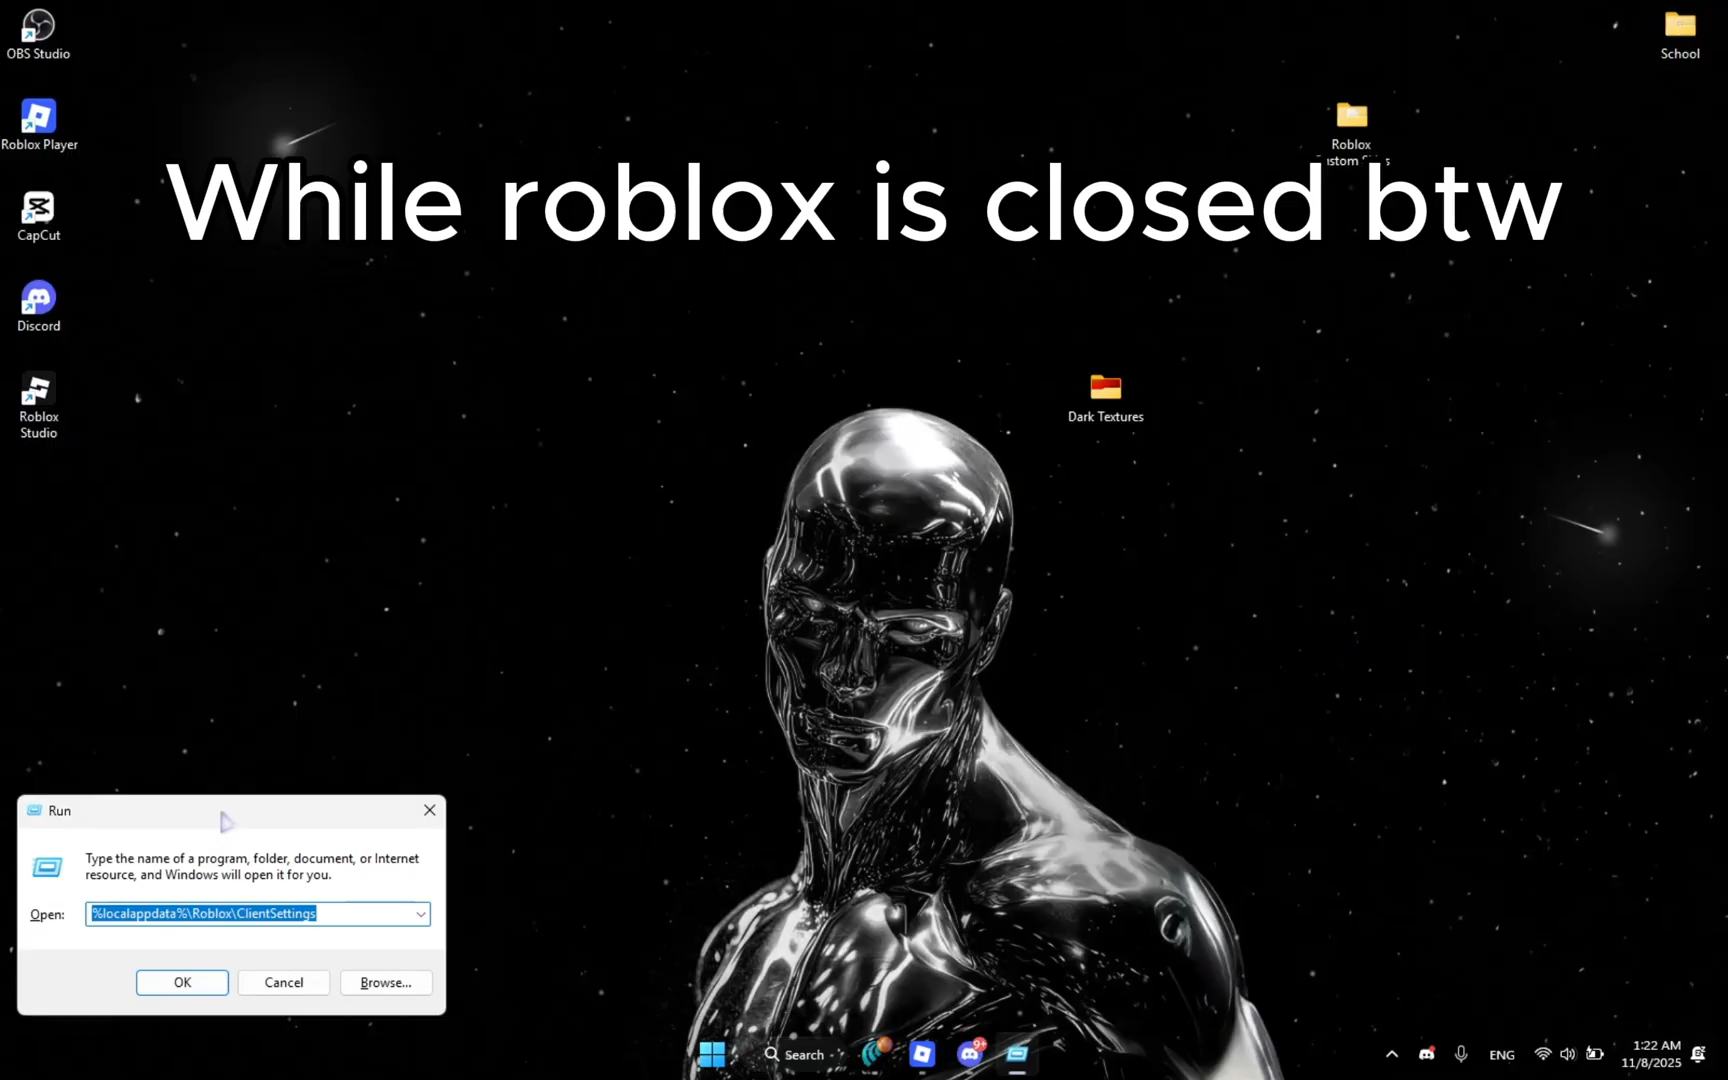 OBS Studio
School
Roblox Player
Roblox
While roblox is closed btw
CapCut
Discord
Roblox
Studio
Dark Textures
Run
Type the name of a program, folder, document, or Internet
resource, and Windows will open it for you.
Open:
%localappdata%\Roblox\ClientSettings
OK
Cancel
Browse...
Search
9+
ENG
1:22 AM
11/8/2025